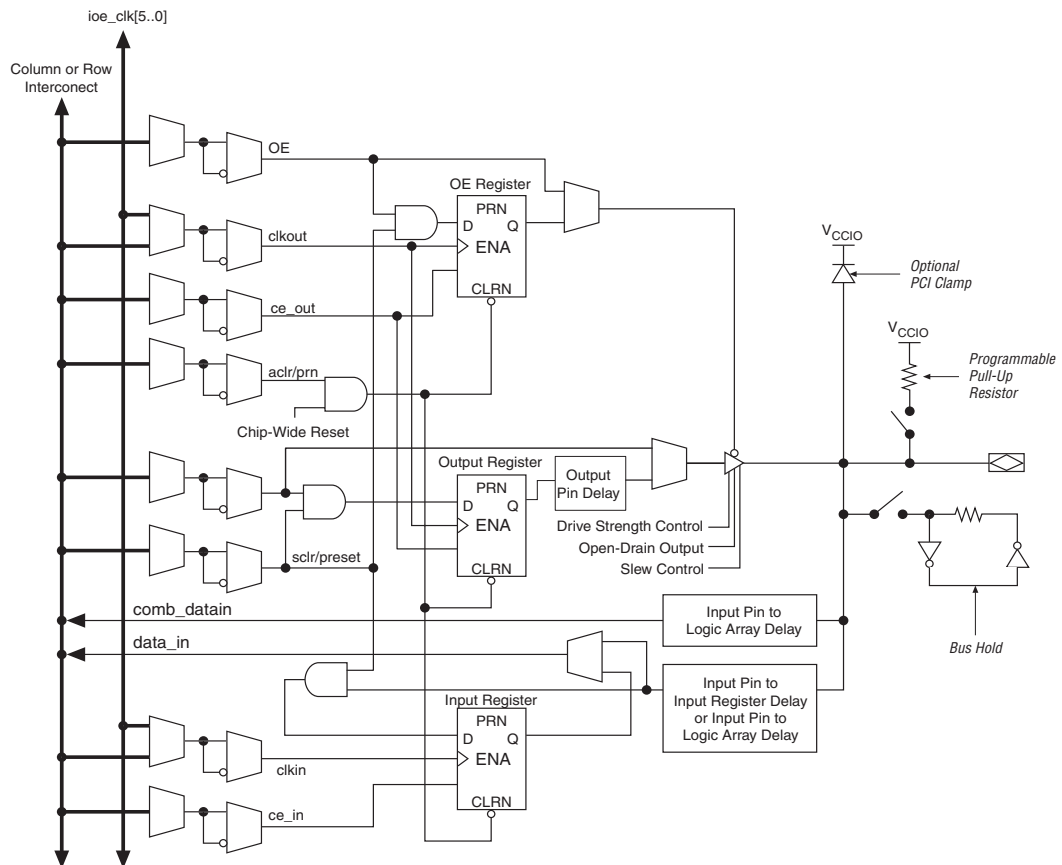 ioe_clk[5..0]
Column or Row
Interconect
OE
OE Register
PRN
D
Q
ENA
CLRN
clkout
ce_out
aclr/prn
Chip-Wide Reset
VCCIO
Optional
PCI Clamp
VCCIO
Programmable
Pull-Up
Resistor
Output Register
PRN
D
Q
ENA
CLRN
Output
Pin Delay
Drive Strength Control
Open-Drain Output
Slew Control
sclr/preset
comb_datain
data_in
Input Pin to
Logic Array Delay
Bus Hold
Input Pin to
Input Register Delay
or Input Pin to
Logic Array Delay
Input Register
PRN
D
Q
ENA
CLRN
clkin
ce_in